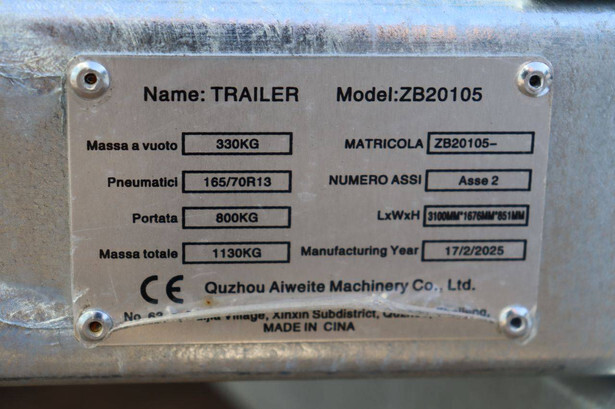 Name: TRAILER Model:ZB20105
Massa a vuoto 330KG MATRICOLA ZB20105-
Pneumatici 165/70R13 NUMERO ASSI Asse 2
Portata 800KG LxWxH 3100MM*1676MM*851MM
Massa totale 1130KG Manufacturing Year 17/2/2025
CE Quzhou Aiweite Machinery Co., Ltd.
No. Village, Xinxin Subdistrict,
MADE IN CINA